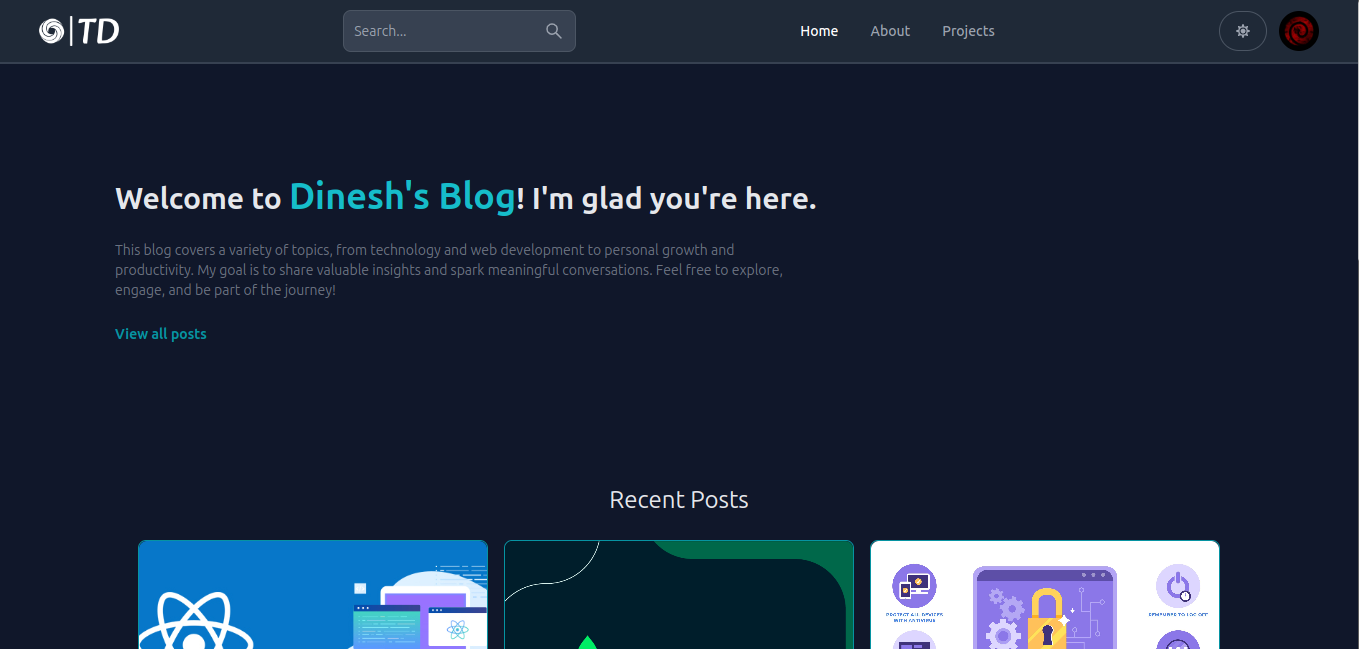 TD
Search...
Home
About
Projects
Welcome to Dinesh's Blog! I'm glad you're here.
This blog covers a variety of topics, from technology and web development to personal growth and
productivity. My goal is to share valuable insights and spark meaningful conversations. Feel free to explore,
engage, and be part of the journey!
View all posts
Recent Posts
PROTECT ALL DEVICES
WITH ANTIVIRUS
REMEMBER TO LOG OFF